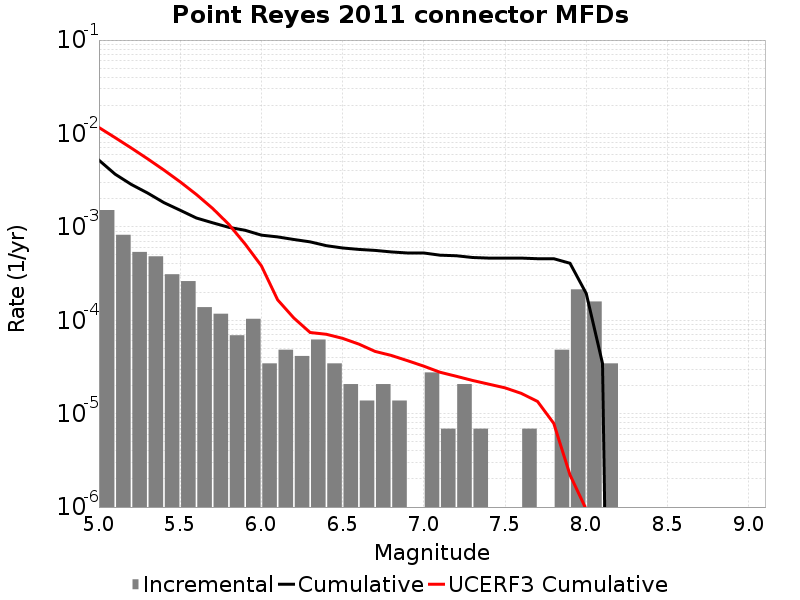 Point Reyes 2011 connector MFDs
10-1
10-2
10-3
10-4
10-5
10-6
Rate (1/yr)
5.0 5.5 6.0 6.5 7.0 7.5 8.0 8.5 9.0
Magnitude
Incremental Cumulative UCERF3 Cumulative